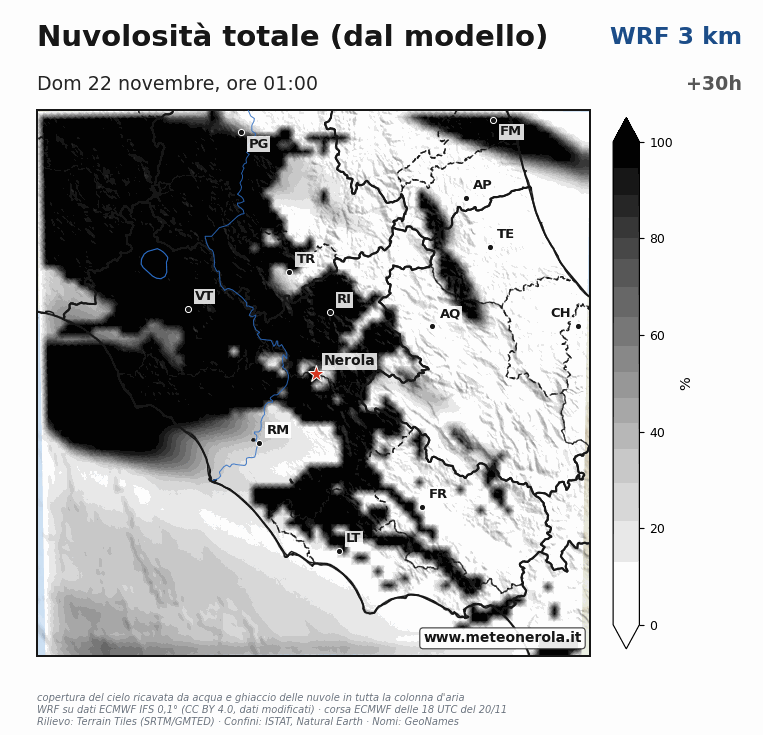 Nuvolosità totale (dal modello)
WRF 3 km
Dom 22 novembre, ore 01:00
+30h
FM
PG
AP
TE
TR
VT
RI
AQ
CH
Nerola
RM
FR
LT
www.meteonerola.it
100
80
60
40
20
0
%
copertura del cielo ricavata da acqua e ghiaccio delle nuvole in tutta la colonna d'aria
WRF su dati ECMWF IFS 0,1° (CC BY 4.0, dati modificati) · corsa ECMWF delle 18 UTC del 20/11
Rilievo: Terrain Tiles (SRTM/GMTED) · Confini: ISTAT, Natural Earth · Nomi: GeoNames